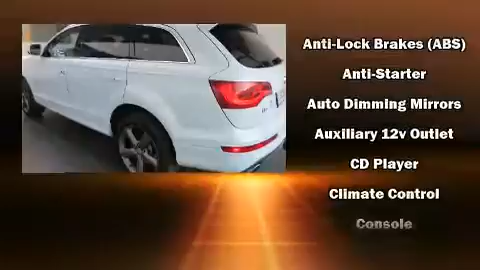 Anti-Lock Brakes (ABS)
Anti-Starter
Auto Dimming Mirrors
Auxiliary 12v Outlet
CD Player
Climate Control
Console